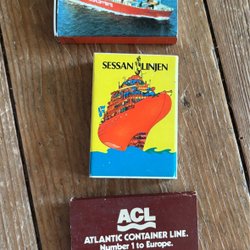 SESSAN LINJEN
ACL
ATLANTIC CONTAINER LINE.
Number 1 to Europe.